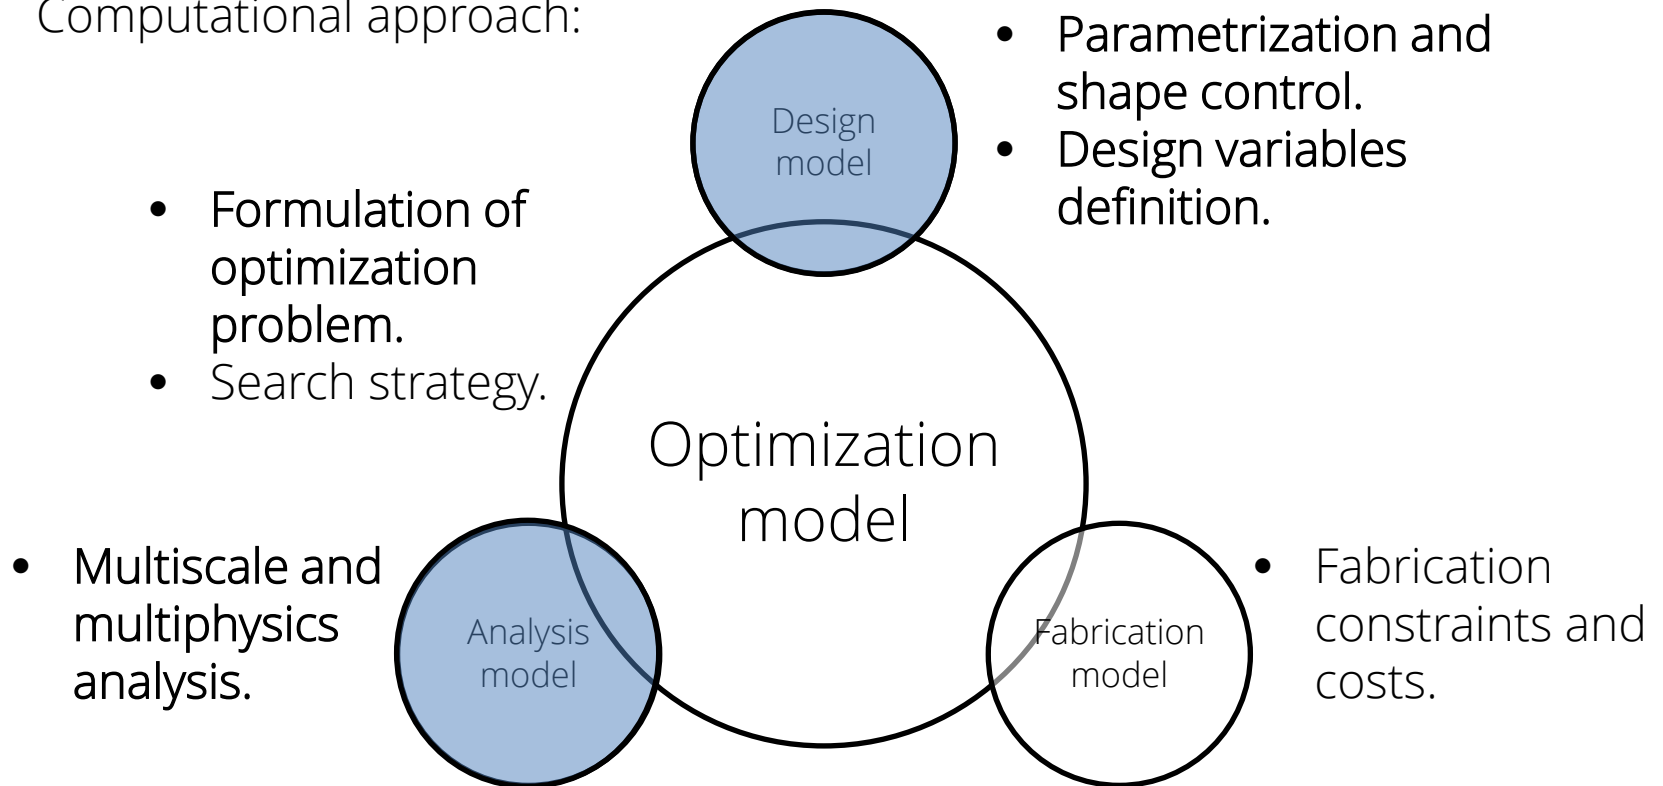 Computational approach:
Design
model
• Parametrization and
shape control.
• Design variables
definition.
• Formulation of
optimization
problem.
• Search strategy.
Optimization
model
• Multiscale and
multiphysics
analysis.
Analysis
model
Fabrication
model
• Fabrication
constraints and
costs.